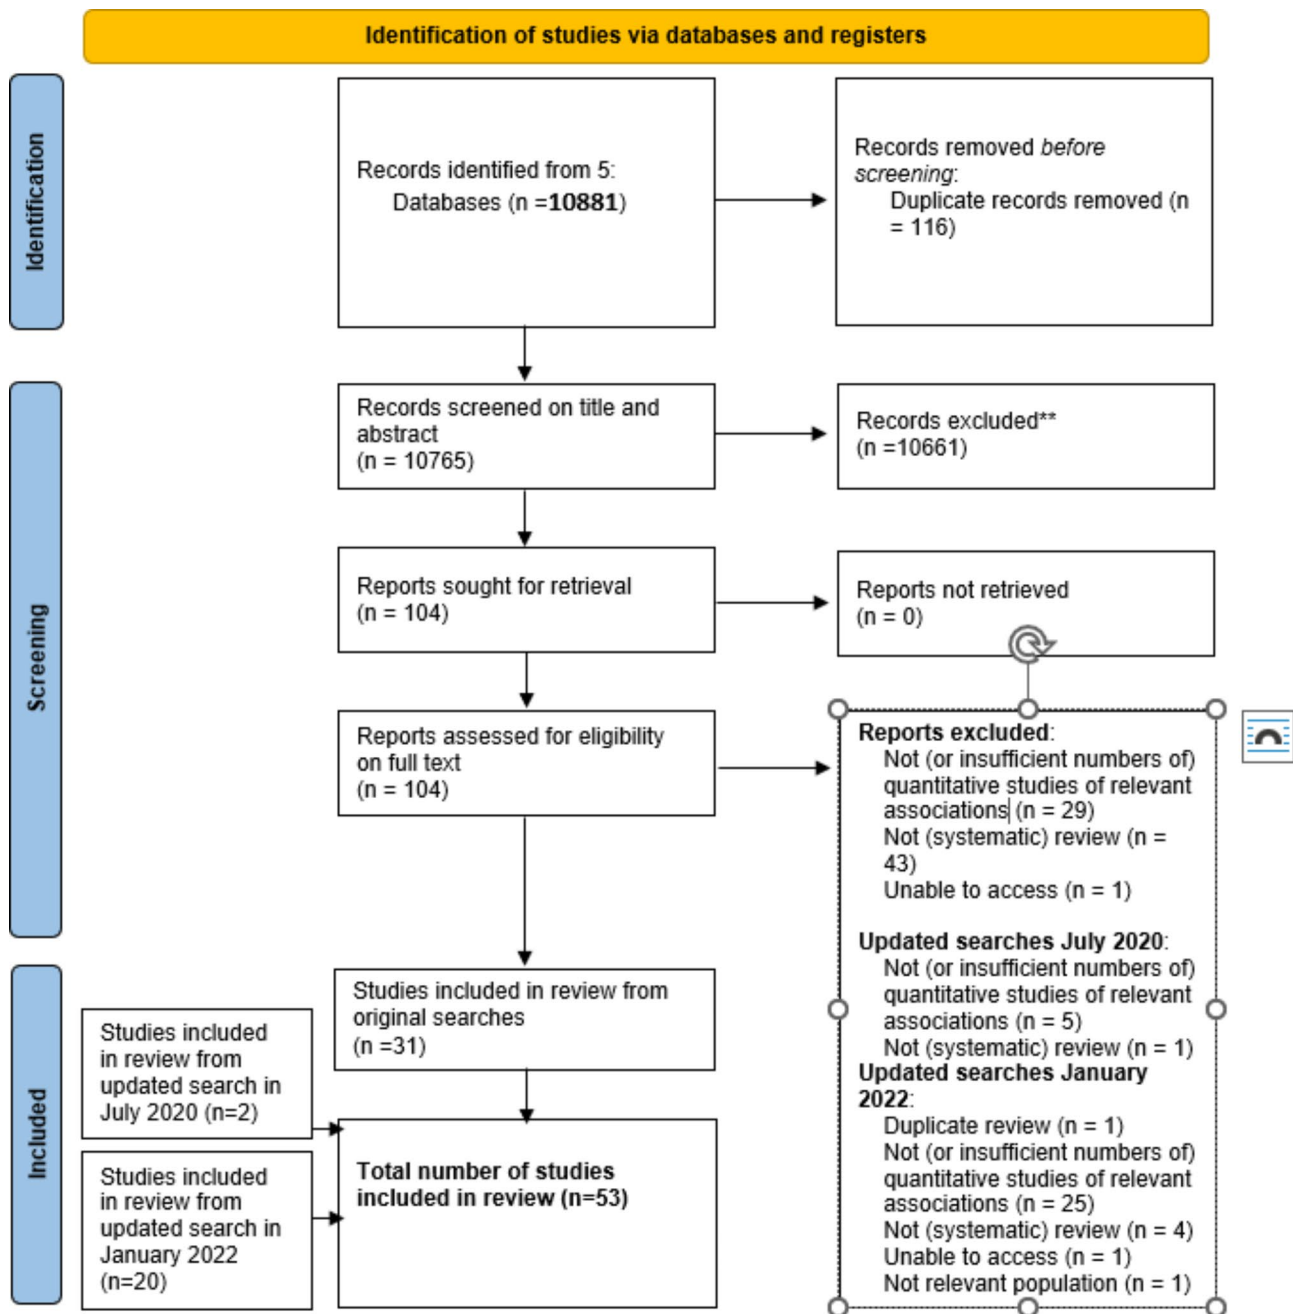 Identification of studies via databases and registers
Identification
Records identified from 5:
Databases (n =10881)
Records removed before
screening:
Duplicate records removed (n
= 116)
Screening
Records screened on title and
abstract
(n = 10765)
Records excluded**
(n =10661)
Reports sought for retrieval
(n = 104)
Reports not retrieved
(n = 0)
Reports assessed for eligibility
on full text
(n = 104)
Reports excluded:
Not (or insufficient numbers of)
quantitative studies of relevant
associations (n = 29)
Not (systematic) review (n =
43)
Unable to access (n = 1)
Updated searches July 2020:
Not (or insufficient numbers of)
quantitative studies of relevant
associations (n = 5)
Not (systematic) review (n = 1)
Updated searches January
2022:
Duplicate review (n = 1)
Not (or insufficient numbers of)
quantitative studies of relevant
associations (n = 25)
Not (systematic) review (n = 4)
Unable to access (n = 1)
Not relevant population (n = 1)
Included
Studies included in review from
original searches
(n =31)
Studies included
in review from
updated search in
July 2020 (n=2)
Studies included
in review from
updated search in
January 2022
(n=20)
Total number of studies
included in review (n=53)